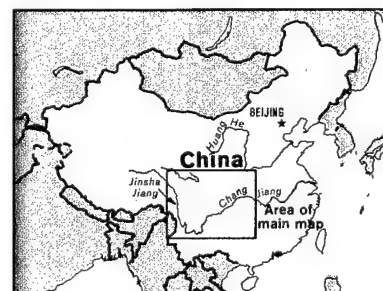 BEIJING
Huang He
China
Jinsha
Jiang
Chang Jiang
Area of
main map